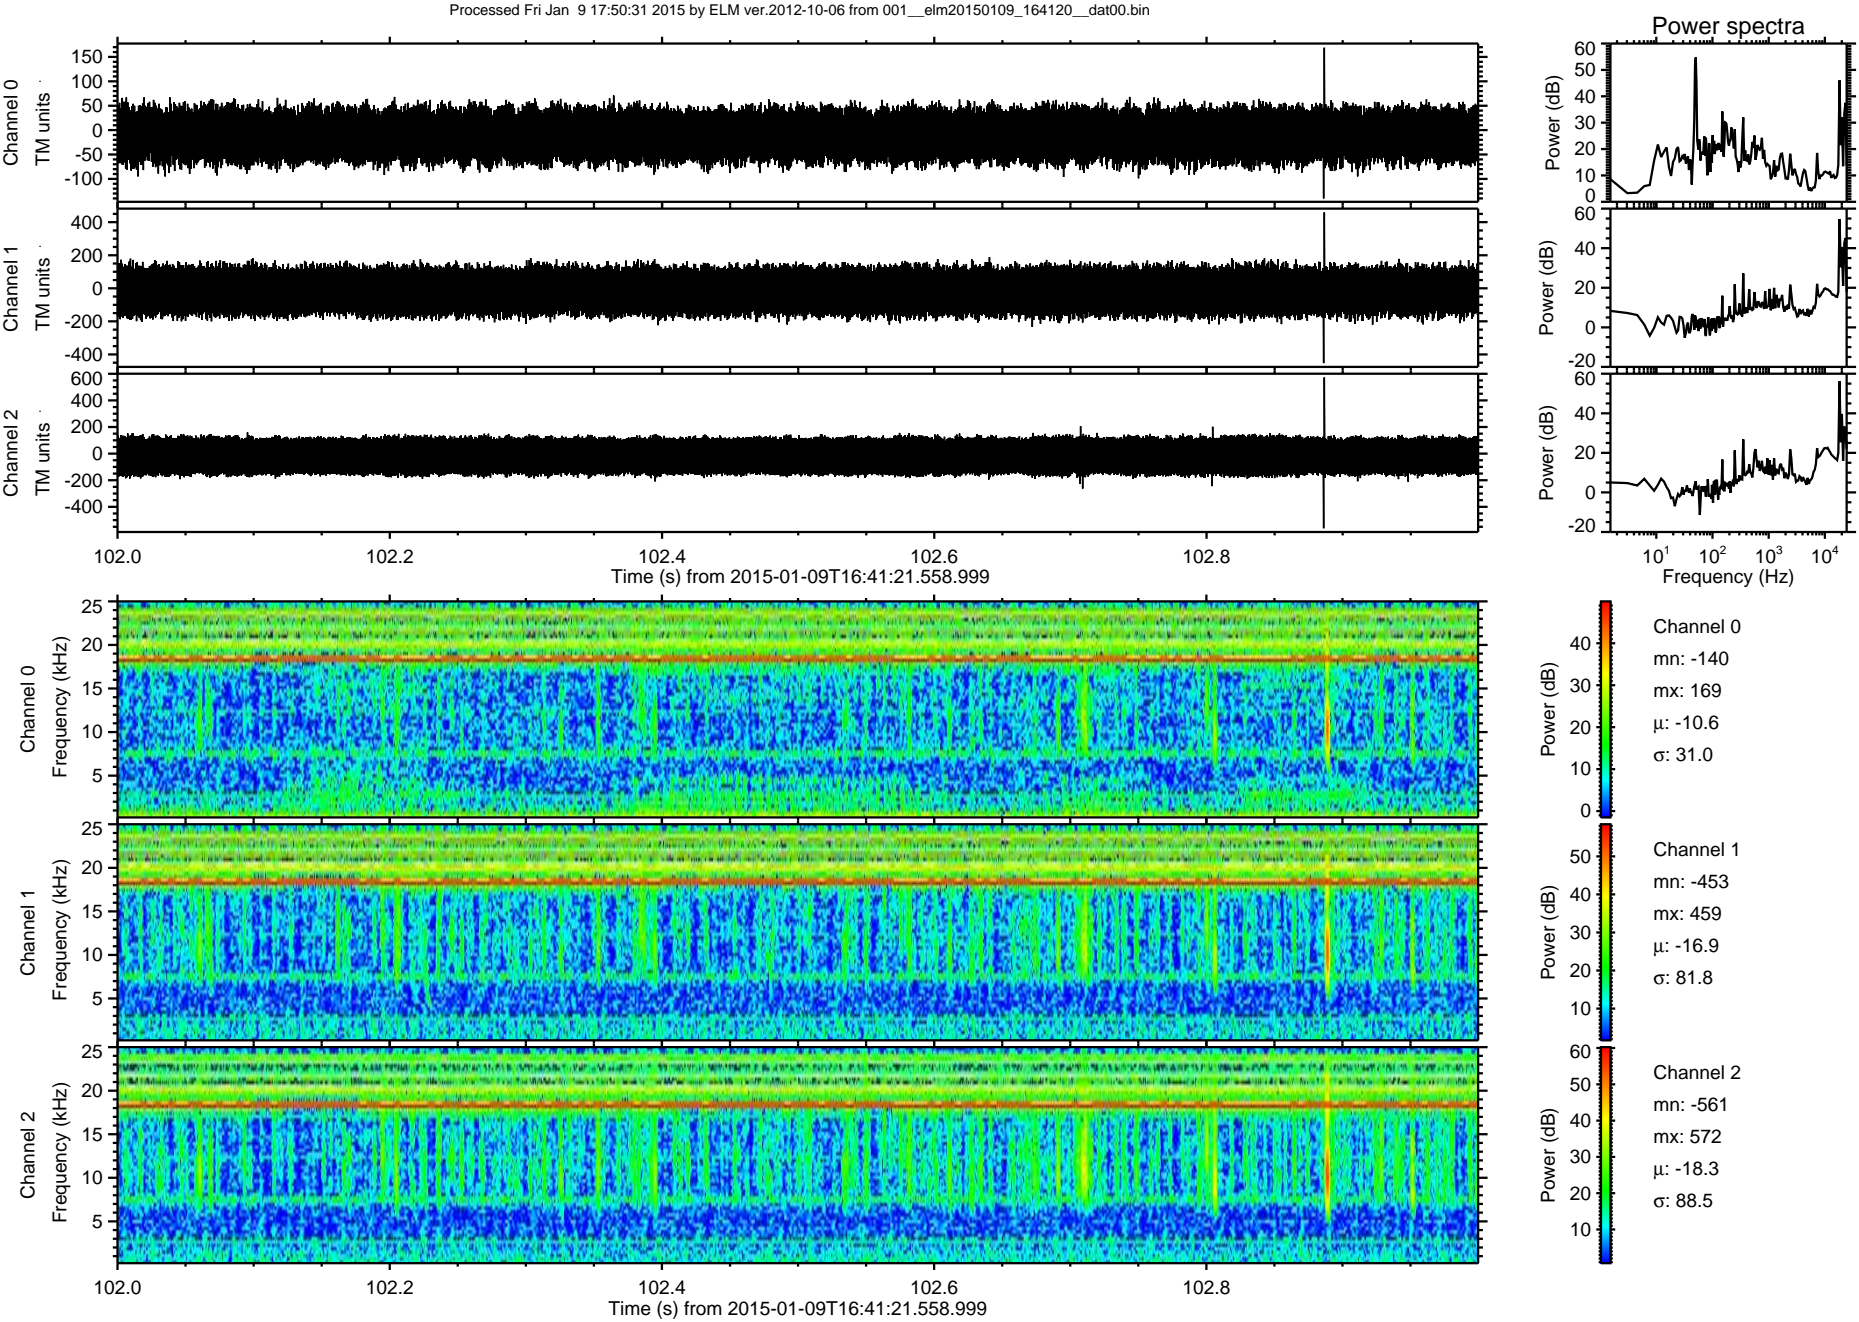 Processed Fri Jan  9 17:50:31 2015 by ELM ver.2012-10-06 from 001__elm20150109_164120__dat00.bin
Power spectra
Channel 0
TM units
150
100
50
0
-50
-100
Power (dB)
60
50
40
30
20
10
0
Channel 1
TM units
400
200
0
-200
-400
Power (dB)
60
40
20
0
-20
Channel 2
TM units
600
400
200
0
-200
-400
Power (dB)
60
40
20
0
-20
102.0 102.2 102.4 102.6 102.8
Time (s) from 2015-01-09T16:41:21.558.999
10^1 10^2 10^3 10^4
Frequency (Hz)
Channel 0
Frequency (kHz)
25
20
15
10
5
Power (dB)
40
30
20
10
0
Channel 0
mn: -140
mx: 169
μ: -10.6
σ: 31.0
Channel 1
Frequency (kHz)
25
20
15
10
5
Power (dB)
50
40
30
20
10
Channel 1
mn: -453
mx: 459
μ: -16.9
σ: 81.8
Channel 2
Frequency (kHz)
25
20
15
10
5
Power (dB)
60
50
40
30
20
10
Channel 2
mn: -561
mx: 572
μ: -18.3
σ: 88.5
102.0 102.2 102.4 102.6 102.8
Time (s) from 2015-01-09T16:41:21.558.999